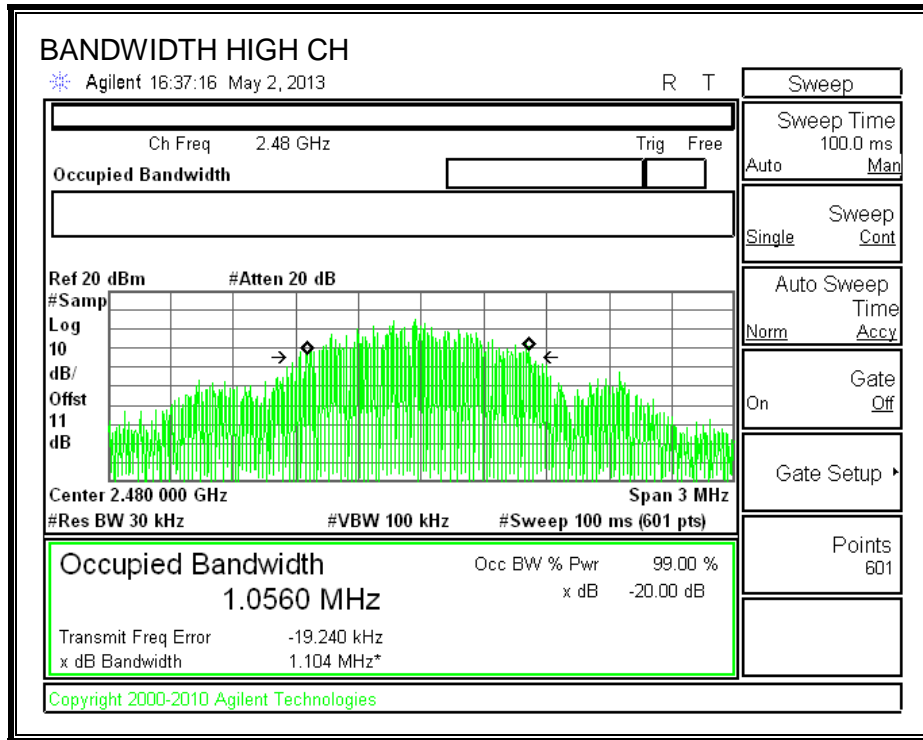 BANDWIDTH HIGH CH
Agilent 16:37:16 May 2, 2013 R T
Ch Freq 2.48 GHz Trig Free
Occupied Bandwidth
Ref 20 dBm #Atten 20 dB
#Samp
Log
10
dB/
Offst
11
dB
Center 2.480 000 GHz Span 3 MHz
#Res BW 30 kHz #VBW 100 kHz #Sweep 100 ms (601 pts)
Occupied Bandwidth Occ BW % Pwr 99.00 %
1.0560 MHz x dB -20.00 dB
Transmit Freq Error -19.240 kHz
x dB Bandwidth 1.104 MHz*
Copyright 2000-2010 Agilent Technologies
Sweep
Sweep Time
100.0 ms
Auto Man
Sweep
Single Cont
Auto Sweep
Time
Norm Accy
Gate
On Off
Gate Setup
Points
601